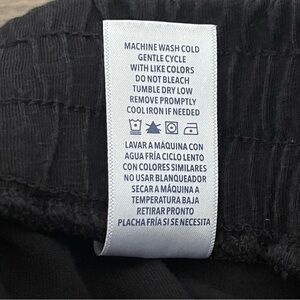 MACHINE WASH COLD
GENTLE CYCLE
WITH LIKE COLORS
DO NOT BLEACH
TUMBLE DRY LOW
REMOVE PROMPTLY
COOL IRON IF NEEDED
LAVAR A MÁQUINA CON
AGUA FRÍA CICLO LENTO
CON COLORES SIMILARES
NO USAR BLANQUEADOR
SECAR A MÁQUINA A
TEMPERATURA BAJA
RETIRAR PRONTO
PLACHA FRÍA SI SE NECESITA